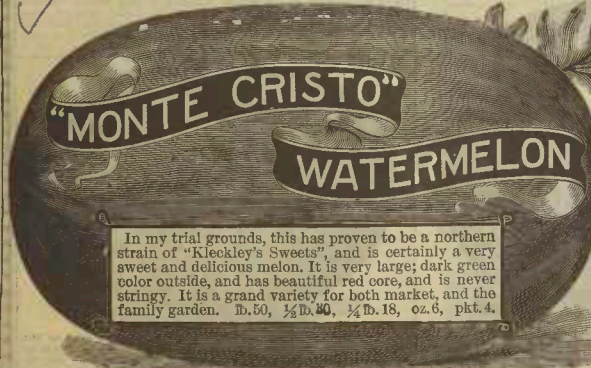 "MONTE CRISTO"
WATERMELON
In my trial grounds, this has proven to be a northern
strain of "Kleckley's Sweets", and is certainly a very
sweet and delicious melon. It is very large; dark green
color outside, and has beautiful red core, and is never
stringy. It is a grand variety for both market, and the
family garden. ℔.50, ½℔.30, ¼℔.18, oz.6, pkt.4.